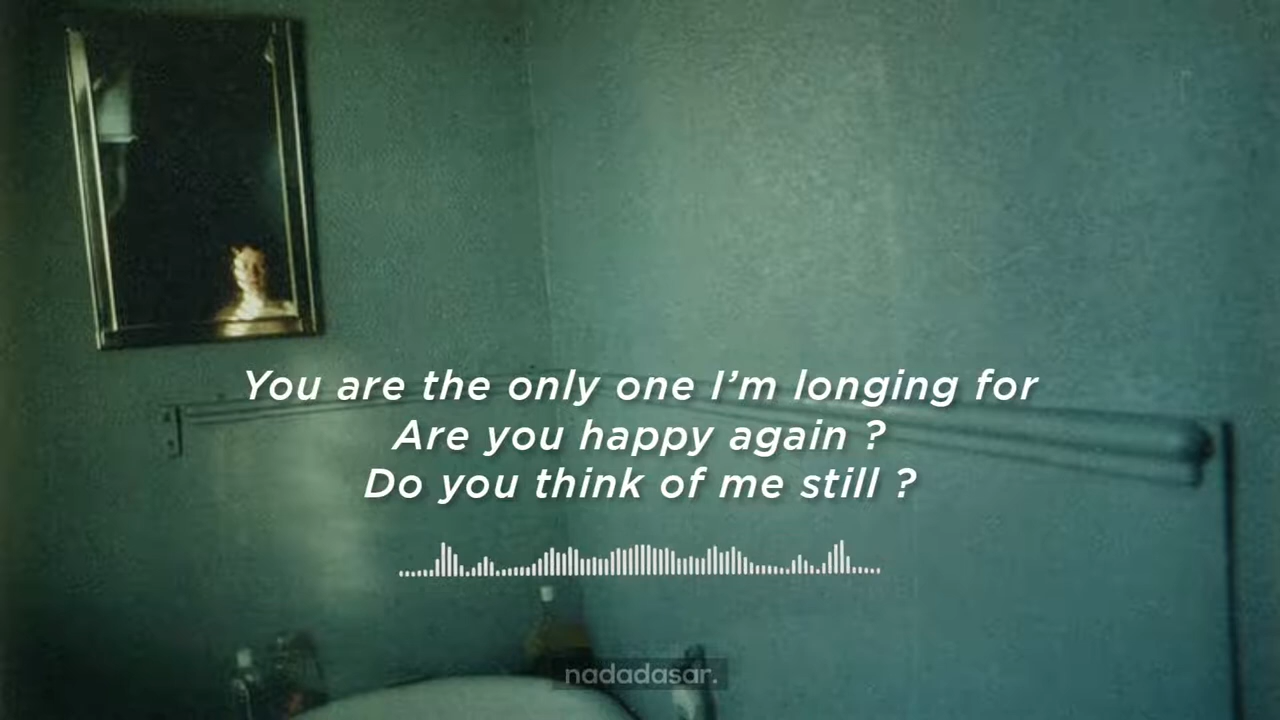 You are the only one I’m longing for
Are you happy again ?
Do you think of me still ?
nadadasar.